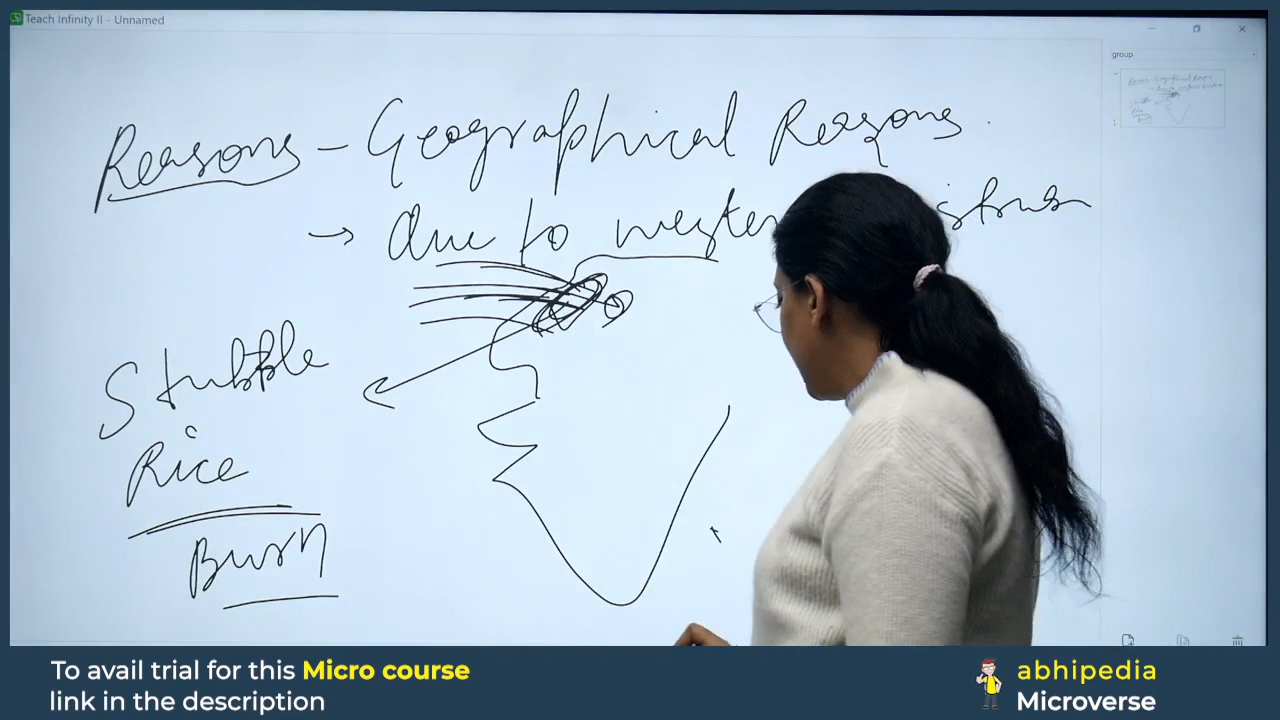 Teach Infinity II - Unnamed
group
Reasons - Geographical Reasons.
→ due to
Stubble
Rice
Burn
To avail trial for this Micro course
link in the description
abhipedia
Microverse